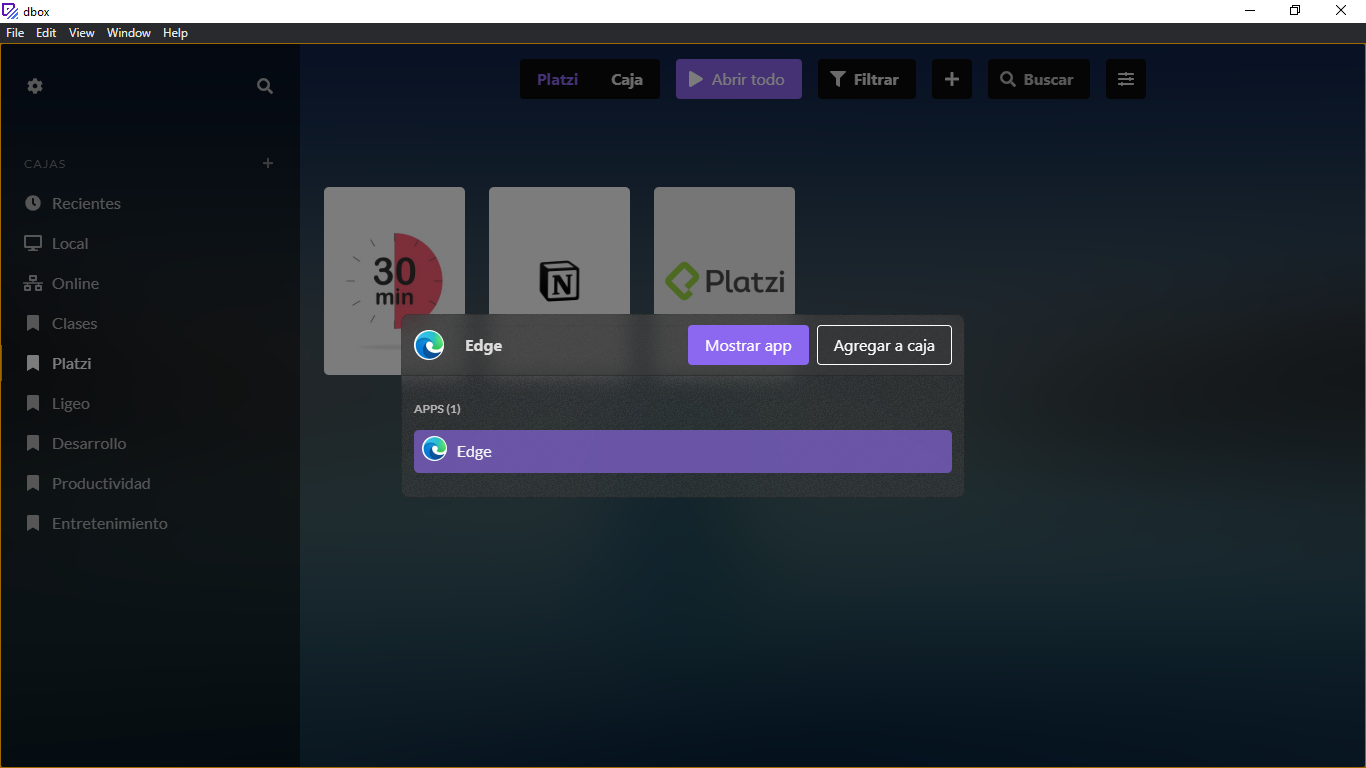 dbox
File Edit View Window Help
Platzi Caja Abrir todo Filtrar + Buscar
CAJAS +
Recientes
Local
Online
Clases
Platzi
Ligeo
Desarrollo
Productividad
Entretenimiento
30
min
N
Platzi
Edge Mostrar app Agregar a caja
APPS (1)
Edge